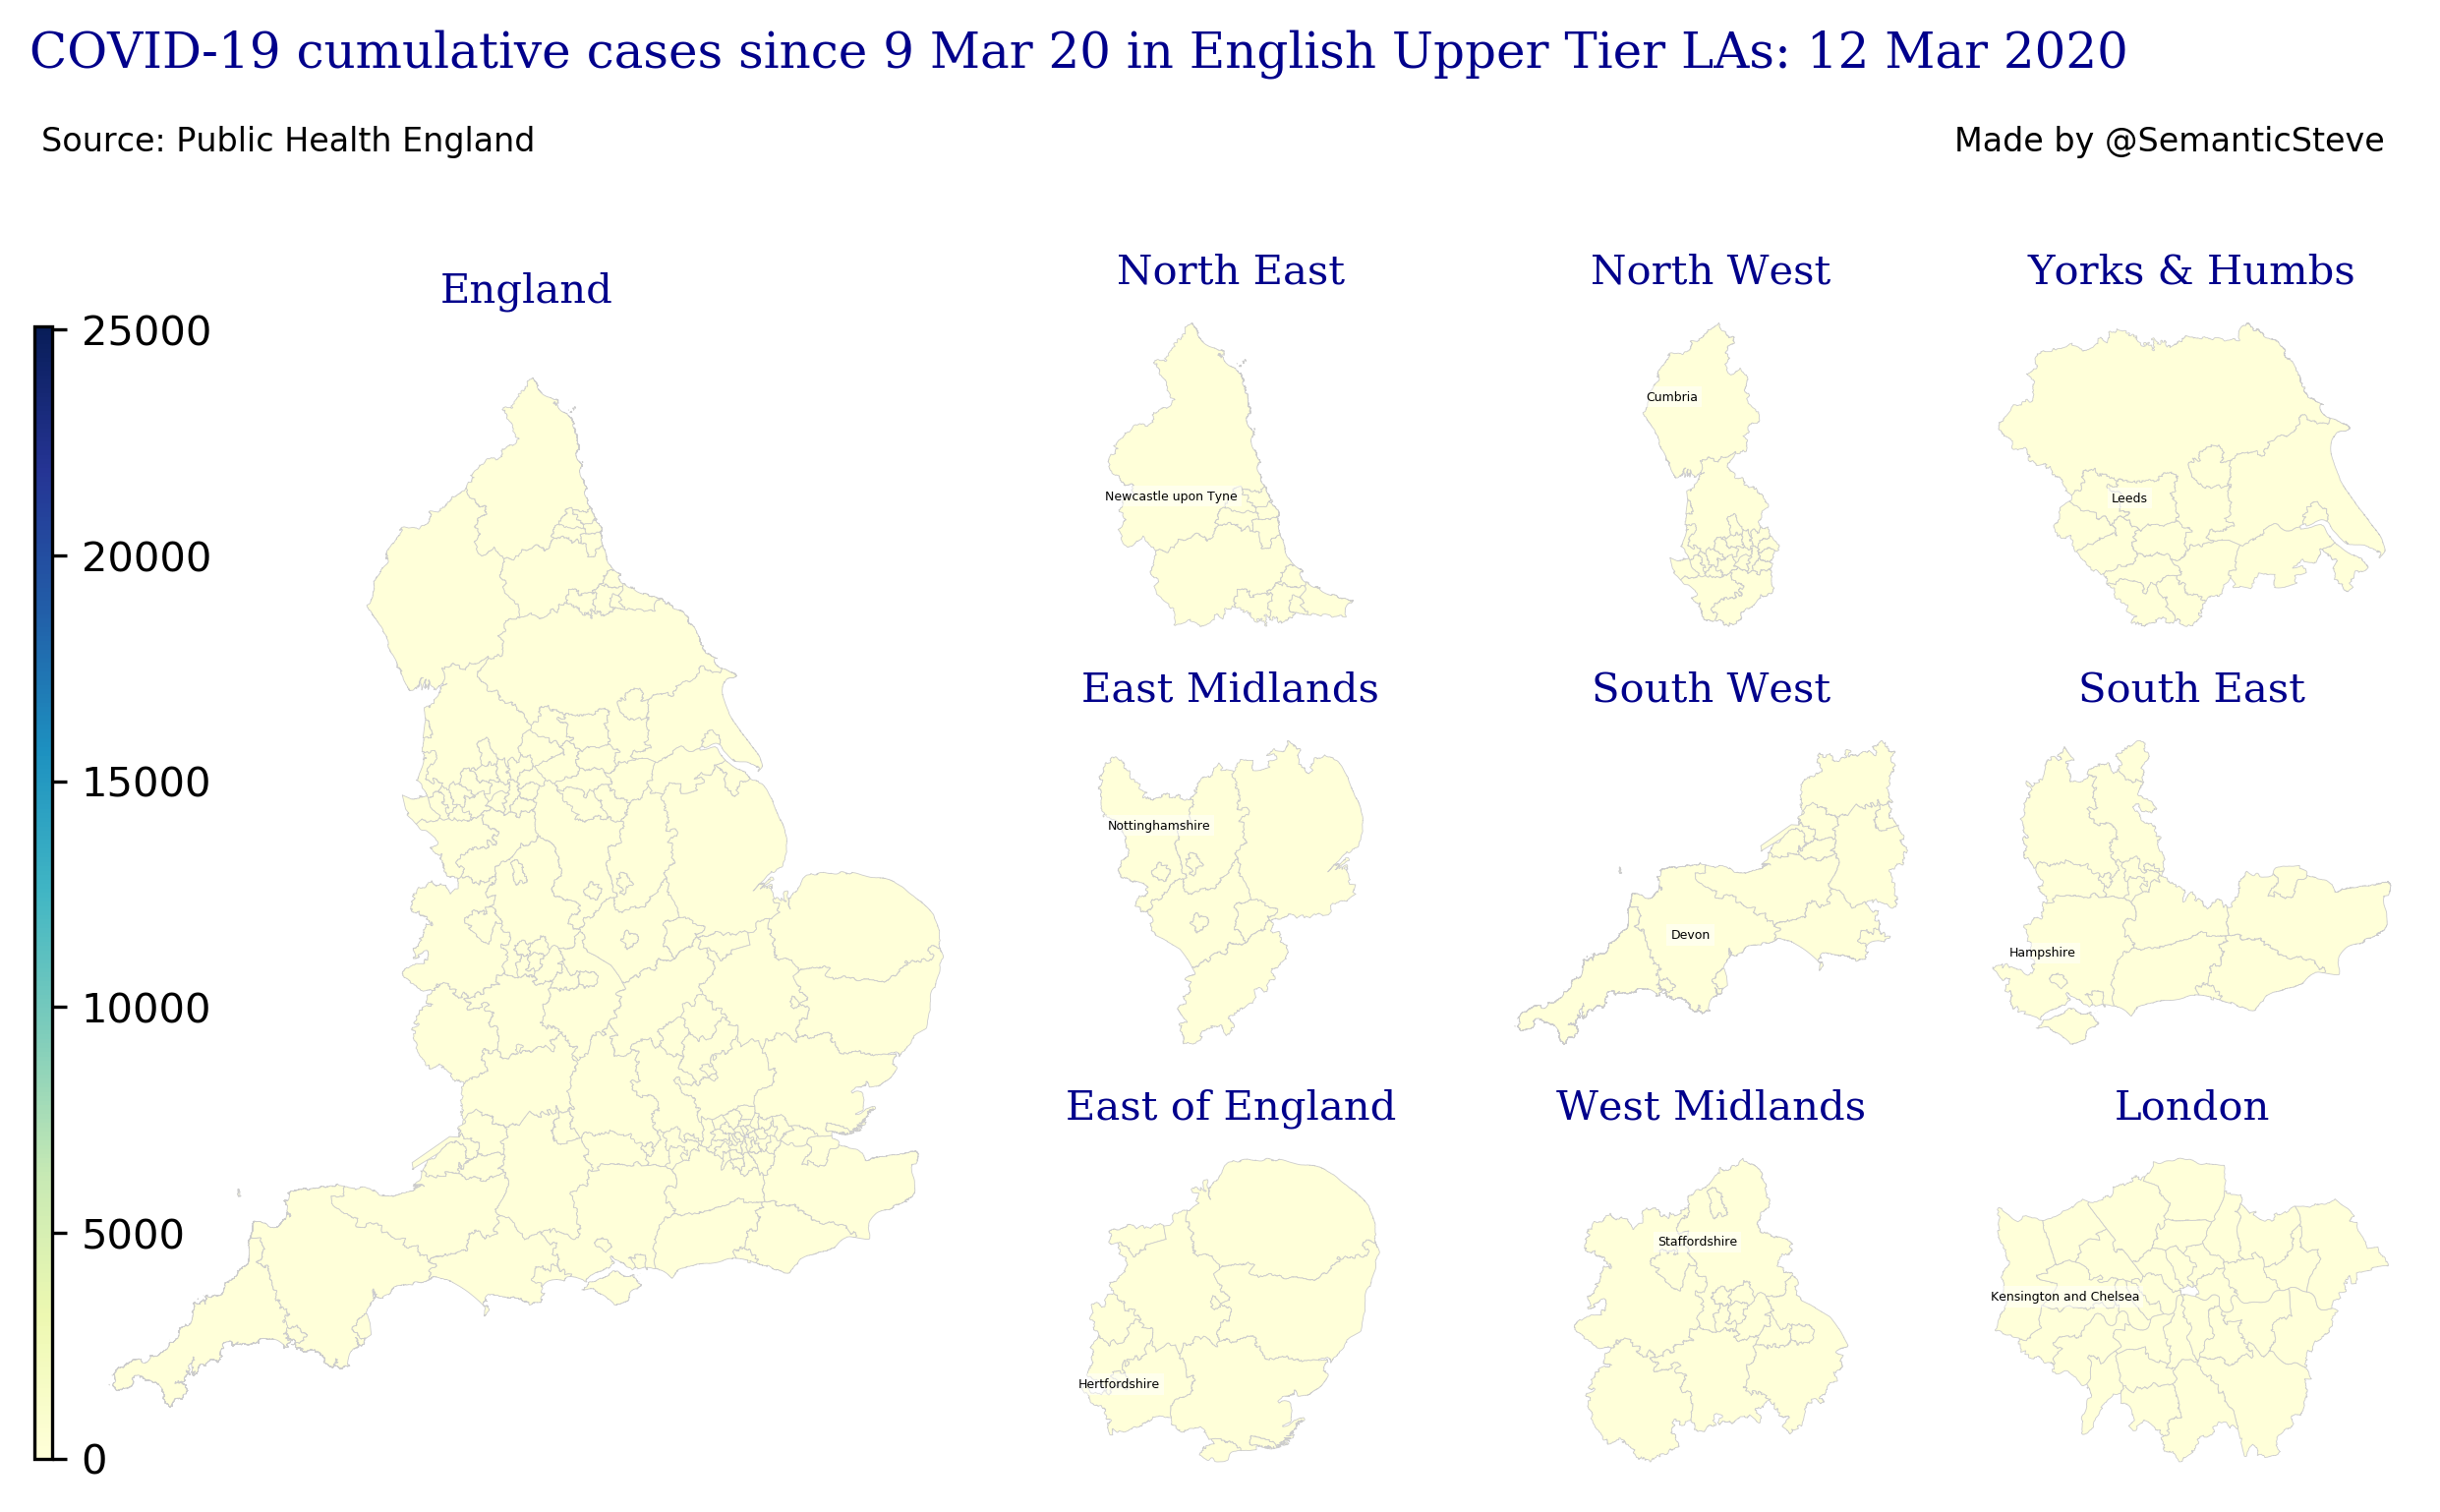 COVID-19 cumulative cases since 9 Mar 20 in English Upper Tier LAs: 12 Mar 2020
Source: Public Health England
Made by @SemanticSteve
England
25000
20000
15000
10000
5000
0
North East
Newcastle upon Tyne
North West
Cumbria
Yorks & Humbs
Leeds
East Midlands
Nottinghamshire
South West
Devon
South East
Hampshire
East of England
Hertfordshire
West Midlands
Staffordshire
London
Kensington and Chelsea